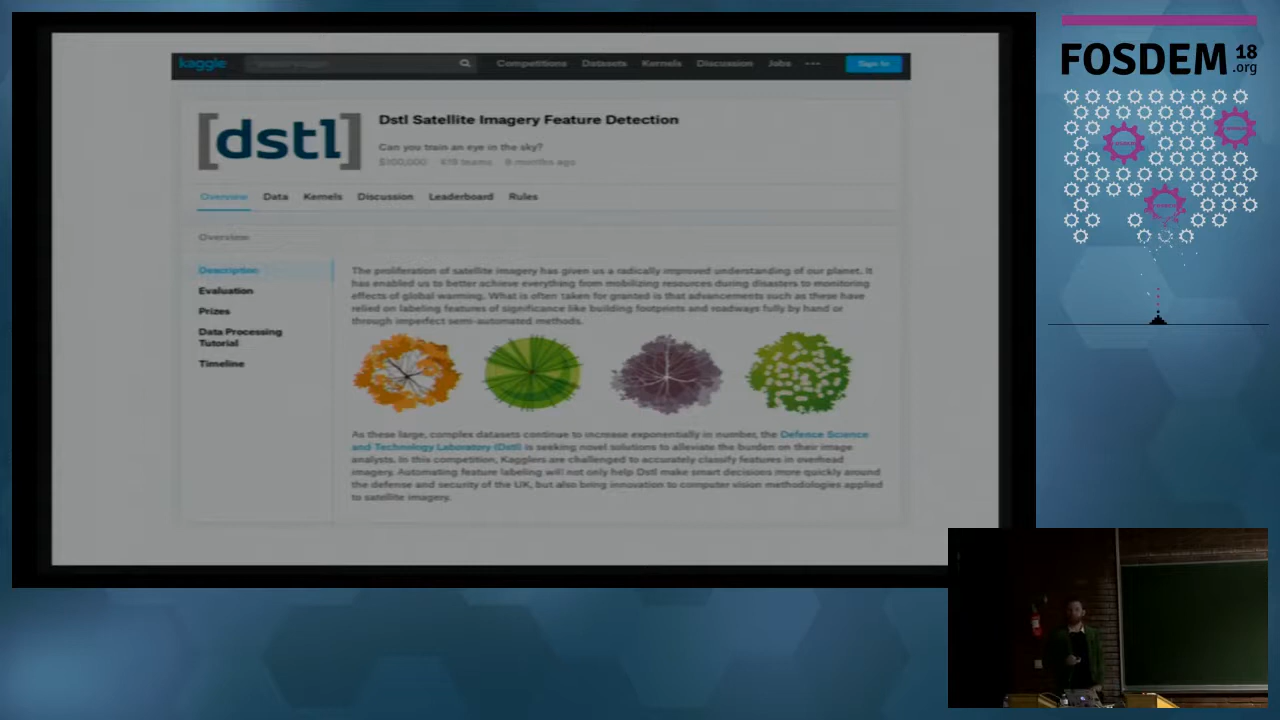 kaggle
Competitions Datasets Kernels Discussion Jobs ••• Sign In
[dstl]
Dstl Satellite Imagery Feature Detection
Can you train an eye in the sky?
$100,000 419 teams 8 months ago
Overview Data Kernels Discussion Leaderboard Rules
Overview
Description
Evaluation
Prizes
Data Processing
Tutorial
Timeline
The proliferation of satellite imagery has given us a radically improved understanding of our planet. It
has enabled us to better achieve everything from mobilizing resources during disasters to monitoring
effects of global warming. What is often taken for granted is that advancements such as these have
relied on labeling features of significance like building footprints and roadways fully by hand or
through imperfect semi-automated methods.
As these large, complex datasets continue to increase exponentially in number, the Defence Science
and Technology Laboratory (Dstl) is seeking novel solutions to alleviate the burden on their image
analysts. In this competition, Kagglers are challenged to accurately classify features in overhead
imagery. Automating feature labeling will not only help Dstl make smart decisions more quickly around
the defense and security of the UK, but also bring innovation to computer vision methodologies applied
to satellite imagery.
FOSDEM 18
.org